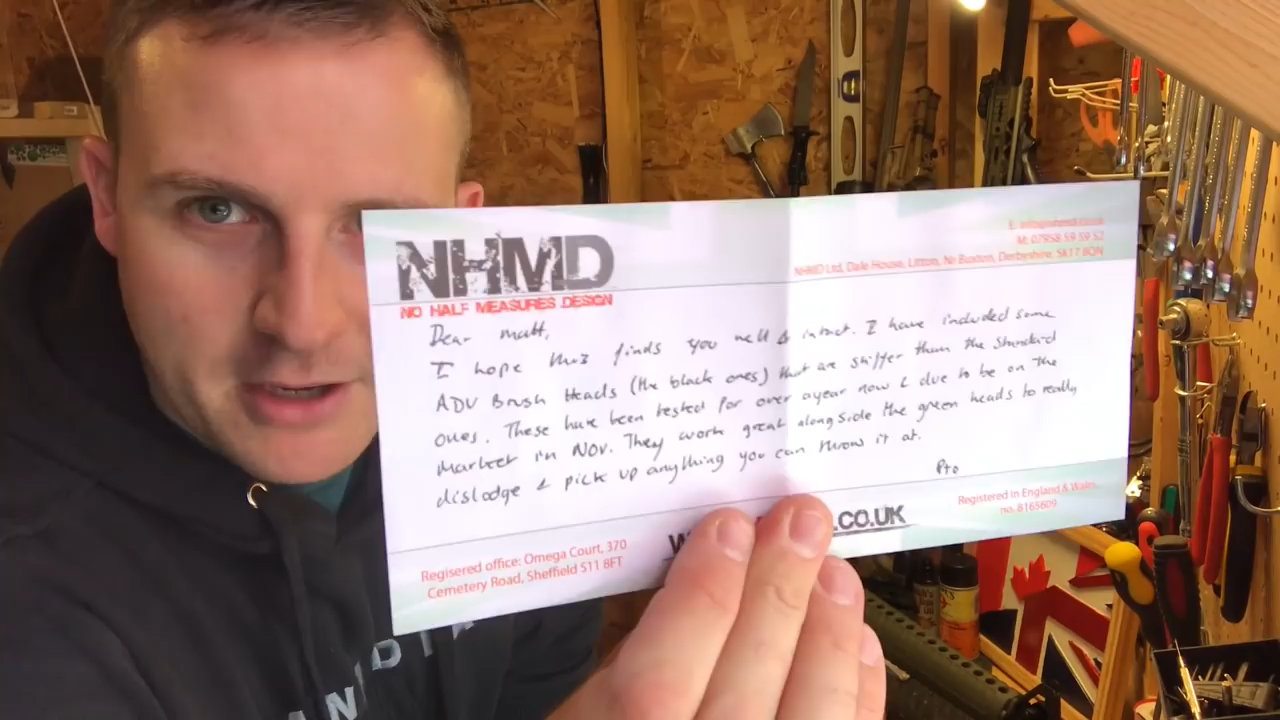 NHMD
NO HALF MEASURES DESIGN
E: info@nhmd.co.uk
M: 07958 59 59 52
NHMD Ltd, Dale House, Litton, Nr Buxton, Derbyshire, SK17 8QN
Dear Matt,
I hope this finds you well & intact. I have included some
ADV Brush Heads (the black ones) that are stiffer than the standard
ones. These have been tested for over a year now & due to be on the
market in Nov. They work great alongside the green heads to really
dislodge & pick up anything you can throw it at.
PTO
Regisered office: Omega Court, 370
Cemetery Road, Sheffield S11 8FT
.CO.UK
Registered in England & Wales
no. 8165609